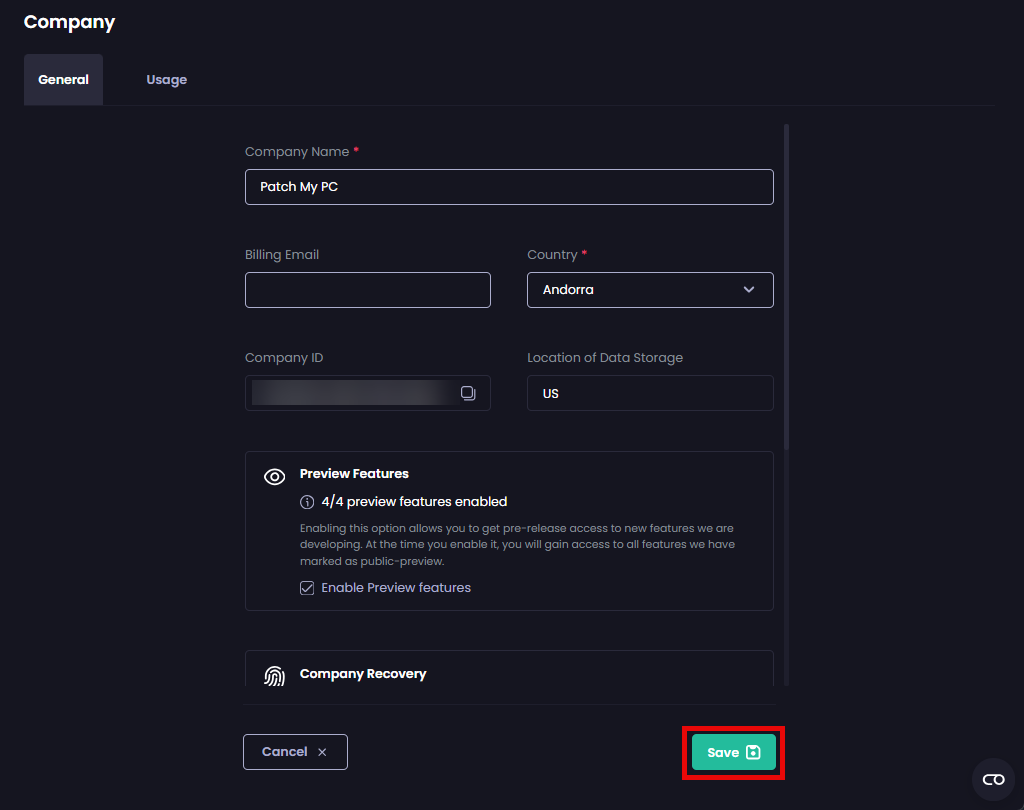 Company
General
Usage
Company Name *
Patch My PC
Billing Email
Country *
Andorra
Company ID
Location of Data Storage
US
Preview Features
4/4 preview features enabled
Enabling this option allows you to get pre-release access to new features we are
developing. At the time you enable it, you will gain access to all features we have
marked as public-preview.
Enable Preview features
Company Recovery
Cancel
Save